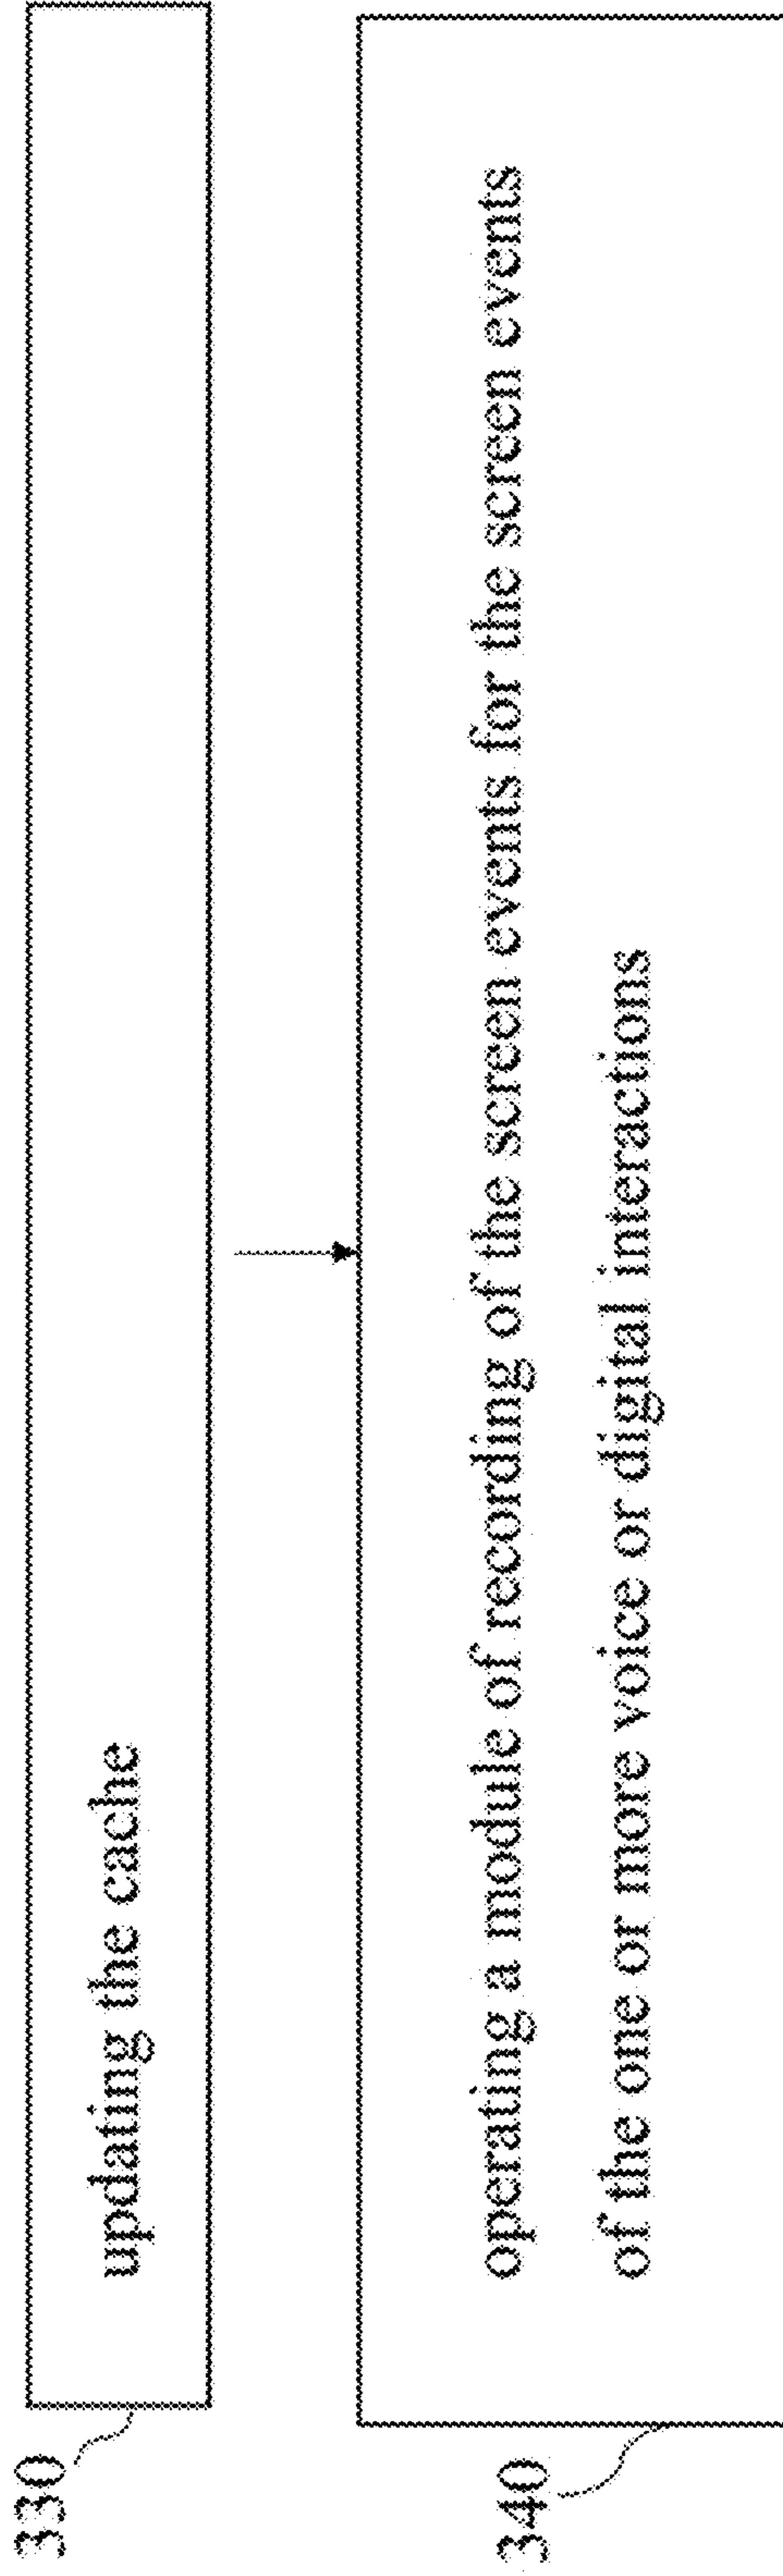 330
updating the cache
340
operating a module of recording of the screen events for the screen events
of the one or more voice or digital interactions